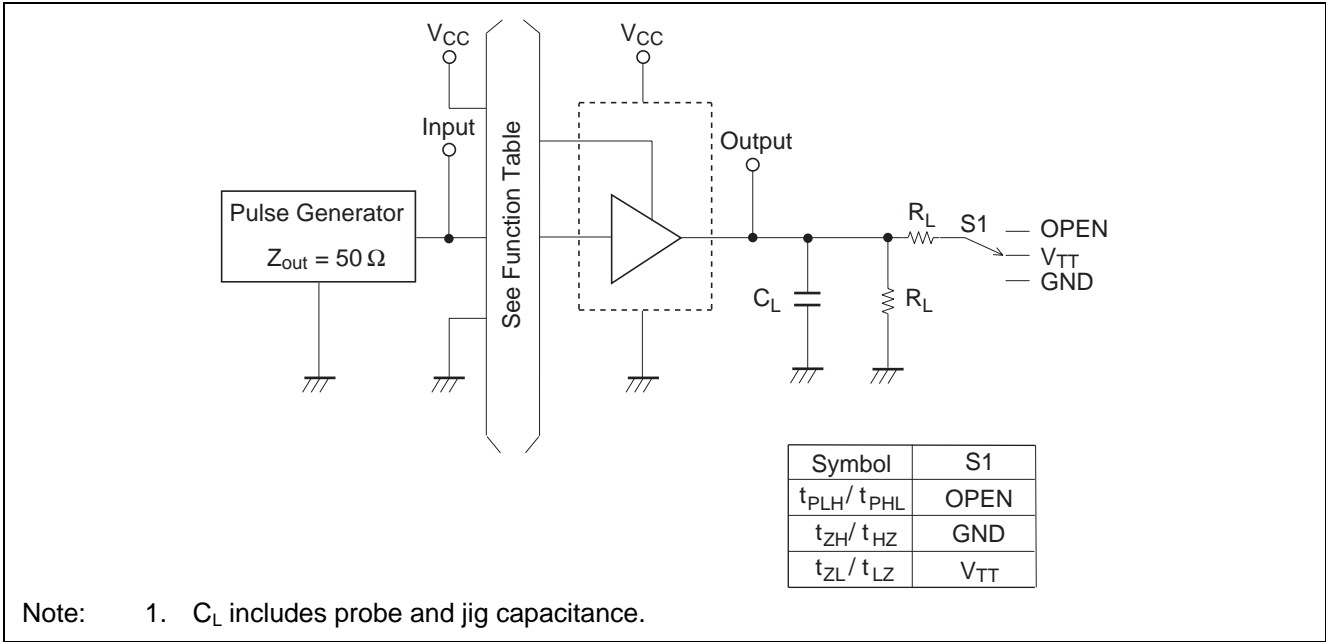 VCC
VCC
Input
See Function Table
Output
Pulse Generator
Zout = 50 Ω
RL
S1
OPEN
VTT
GND
CL
RL
Symbol S1
tPLH/ tPHL OPEN
tZH/ tHZ GND
tZL/ tLZ VTT
Note: 1. CL includes probe and jig capacitance.